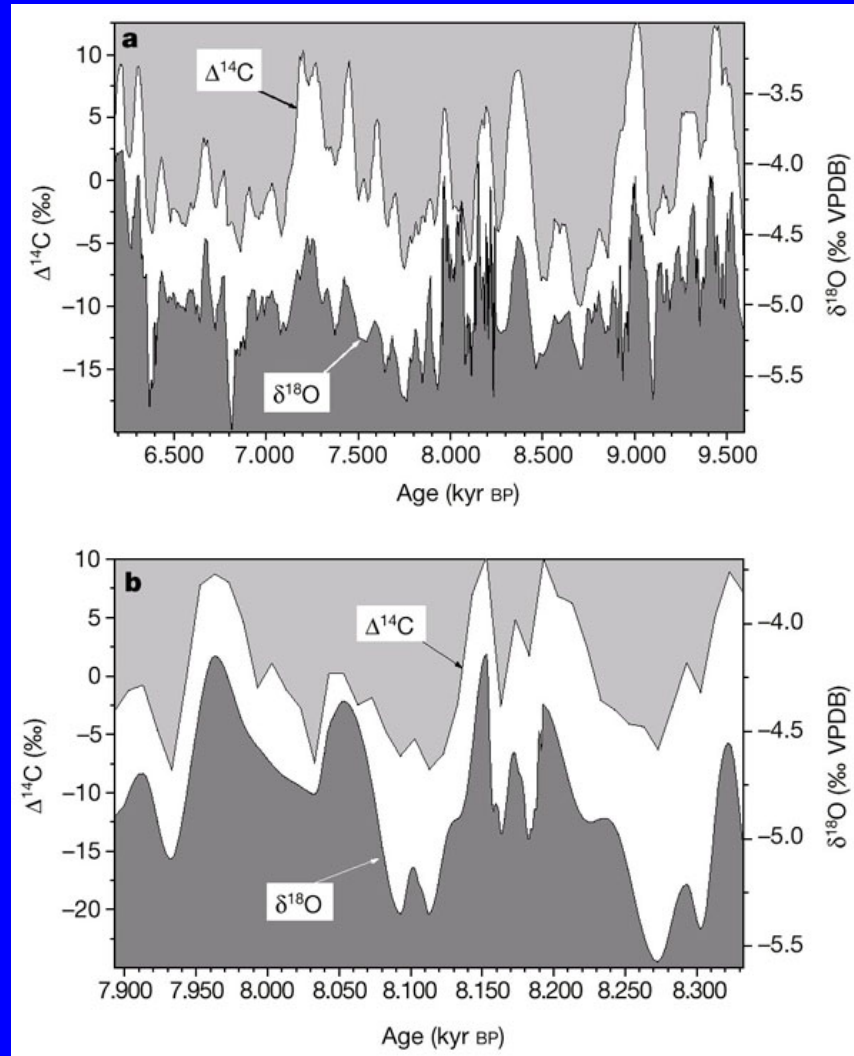 a
Δ¹⁴C
δ¹⁸O
10
5
0
−5
−10
−15
Δ¹⁴C (‰)
−3.5
−4.0
−4.5
−5.0
−5.5
δ¹⁸O (‰ VPDB)
6.500 7.000 7.500 8.000 8.500 9.000 9.500
Age (kyr BP)
b
Δ¹⁴C
δ¹⁸O
10
5
0
−5
−10
−15
−20
Δ¹⁴C (‰)
−4.0
−4.5
−5.0
−5.5
δ¹⁸O (‰ VPDB)
7.900 7.950 8.000 8.050 8.100 8.150 8.200 8.250 8.300
Age (kyr BP)